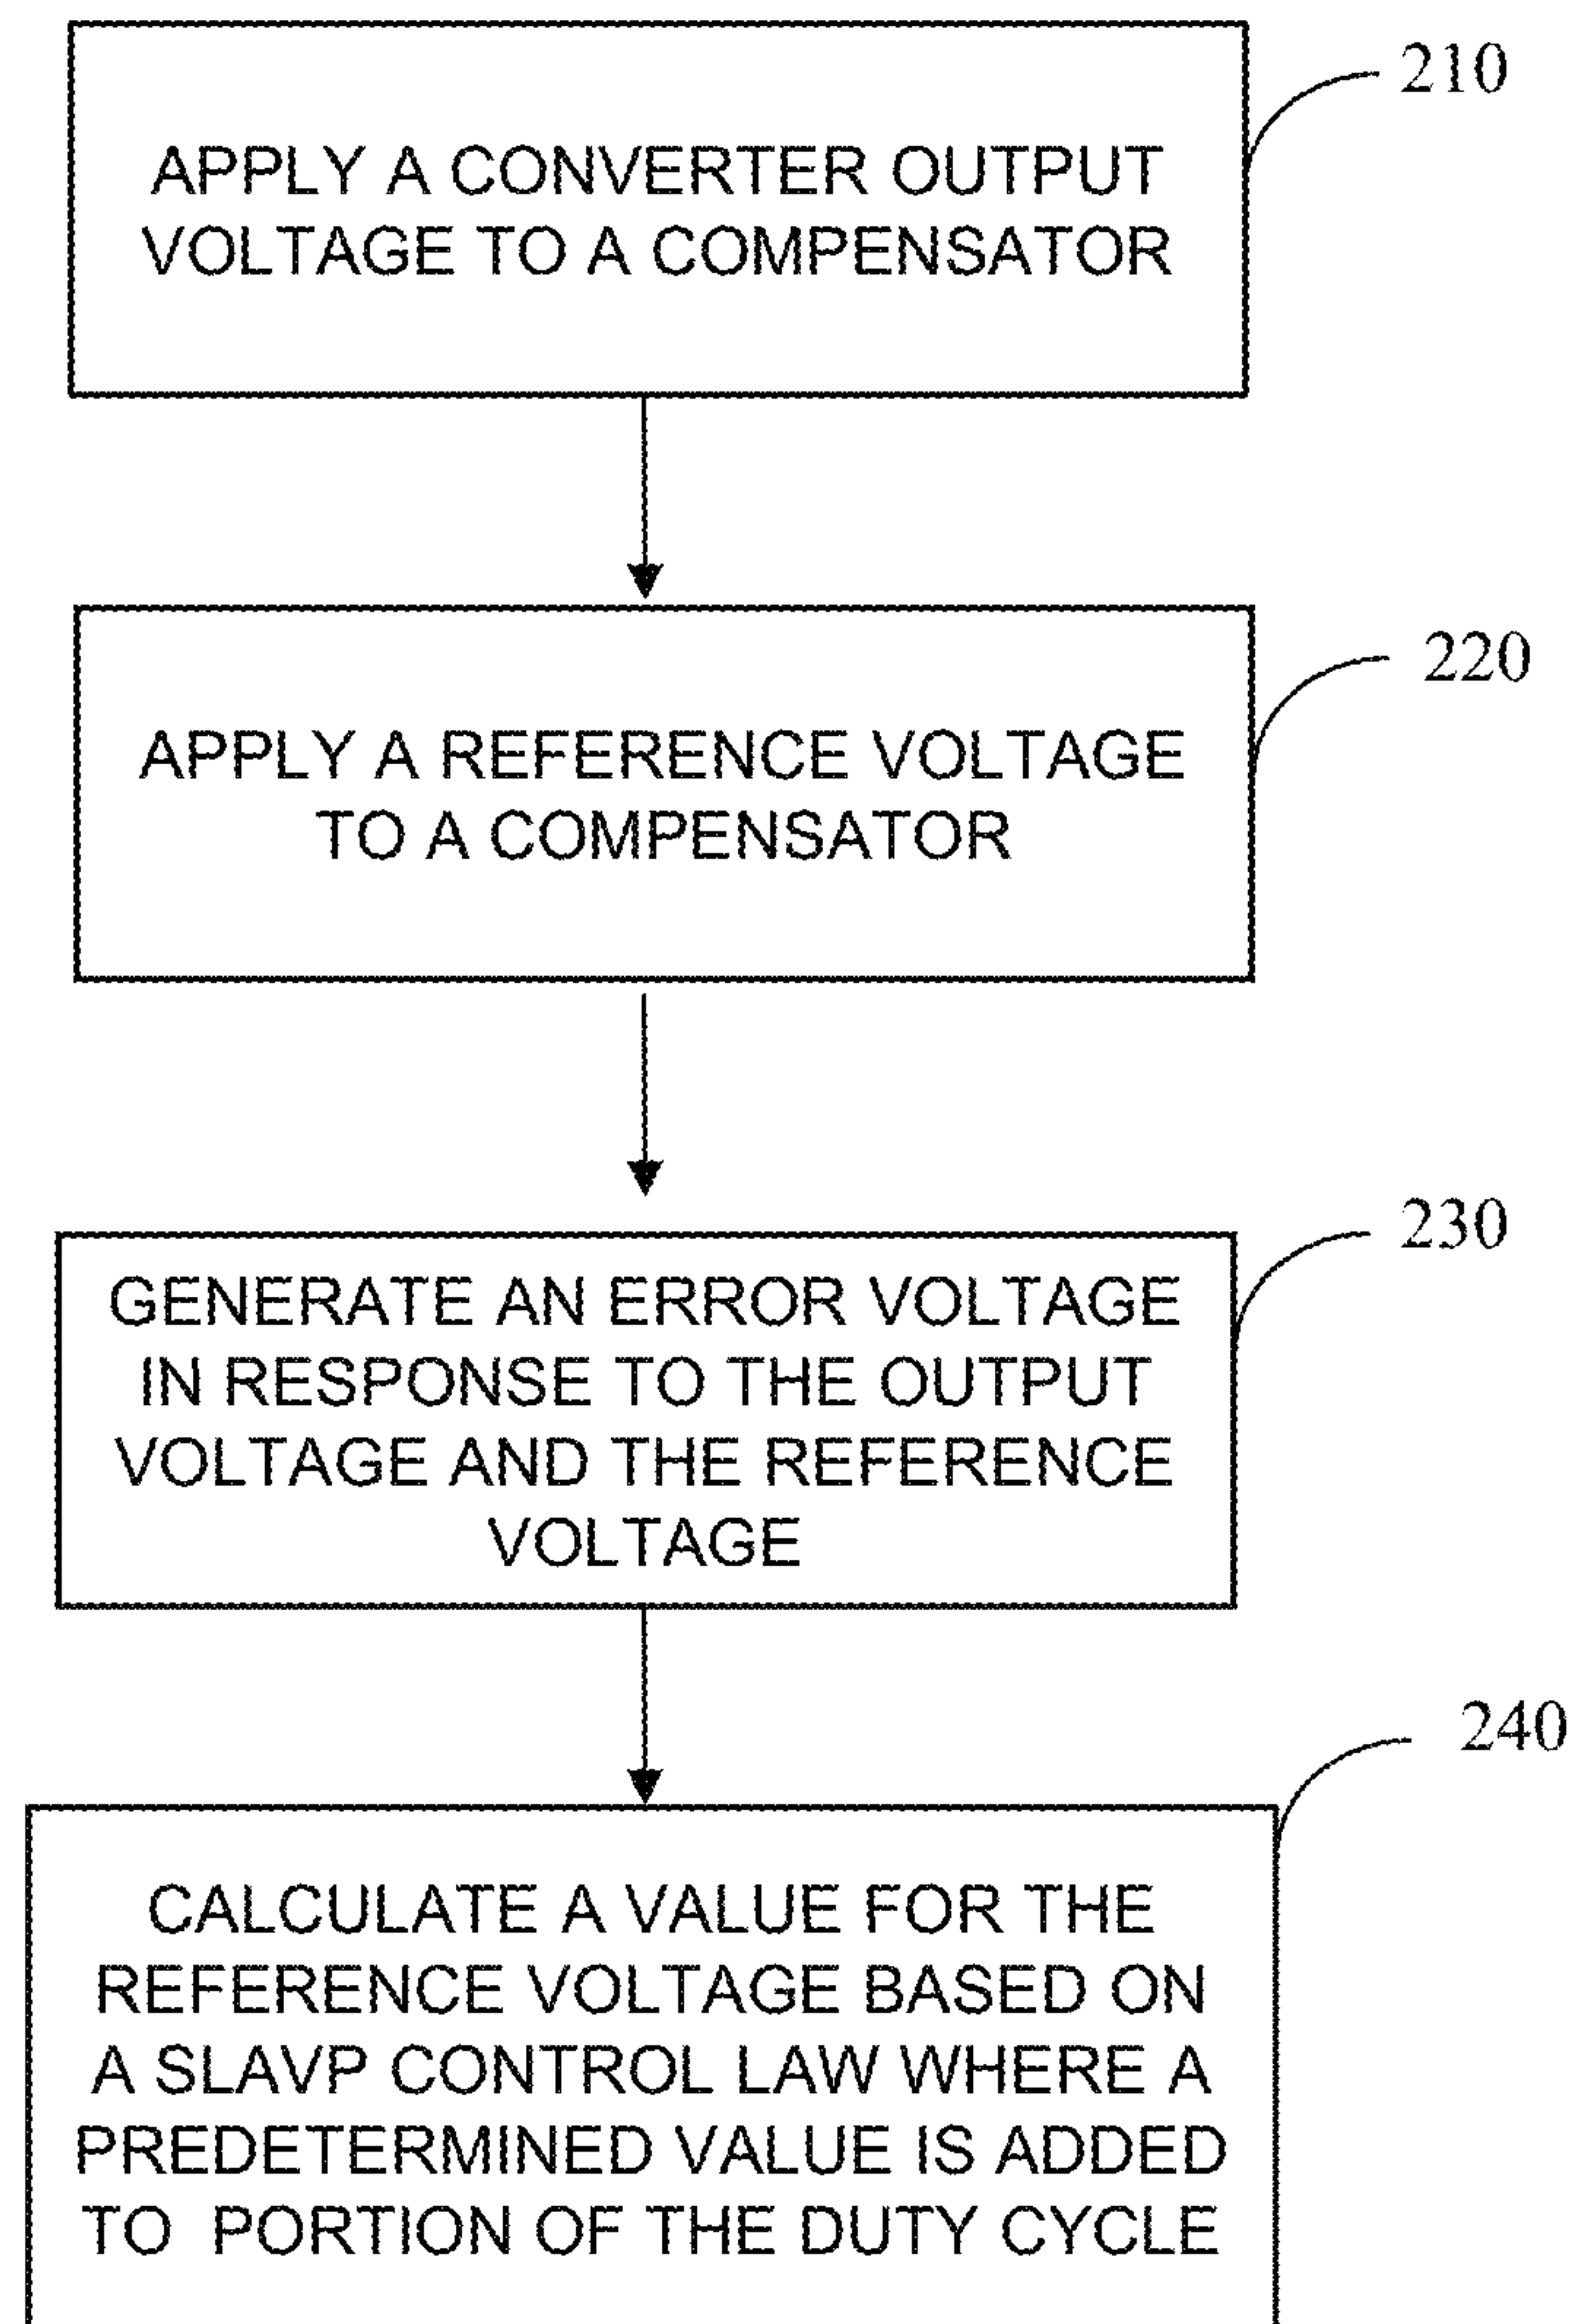 210
APPLY A CONVERTER OUTPUT
VOLTAGE TO A COMPENSATOR
220
APPLY A REFERENCE VOLTAGE
TO A COMPENSATOR
230
GENERATE AN ERROR VOLTAGE
IN RESPONSE TO THE OUTPUT
VOLTAGE AND THE REFERENCE
VOLTAGE
240
CALCULATE A VALUE FOR THE
REFERENCE VOLTAGE BASED ON
A SLAVP CONTROL LAW WHERE A
PREDETERMINED VALUE IS ADDED
TO PORTION OF THE DUTY CYCLE